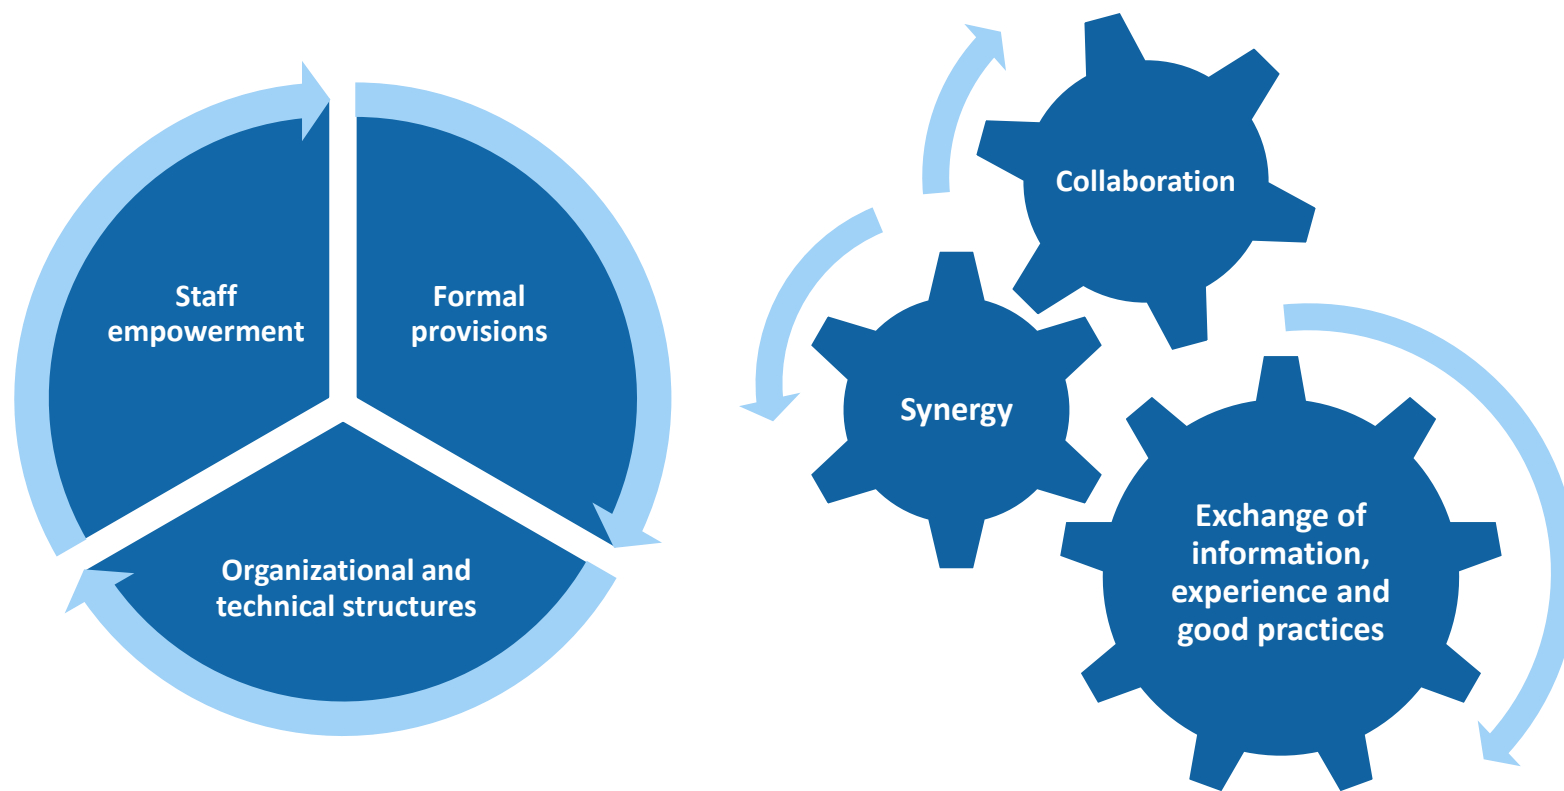 Staff
empowerment
Formal
provisions
Organizational and
technical structures
Collaboration
Synergy
Exchange of
information,
experience and
good practices